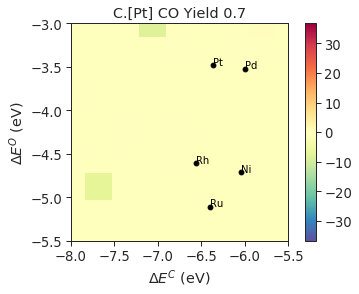 C.[Pt] CO Yield 0.7
−3.0
−3.5
−4.0
−4.5
−5.0
−5.5
ΔE^O (eV)
Pt
Pd
Rh
Ni
Ru
−8.0 −7.5 −7.0 −6.5 −6.0 −5.5
ΔE^C (eV)
30
20
10
0
−10
−20
−30